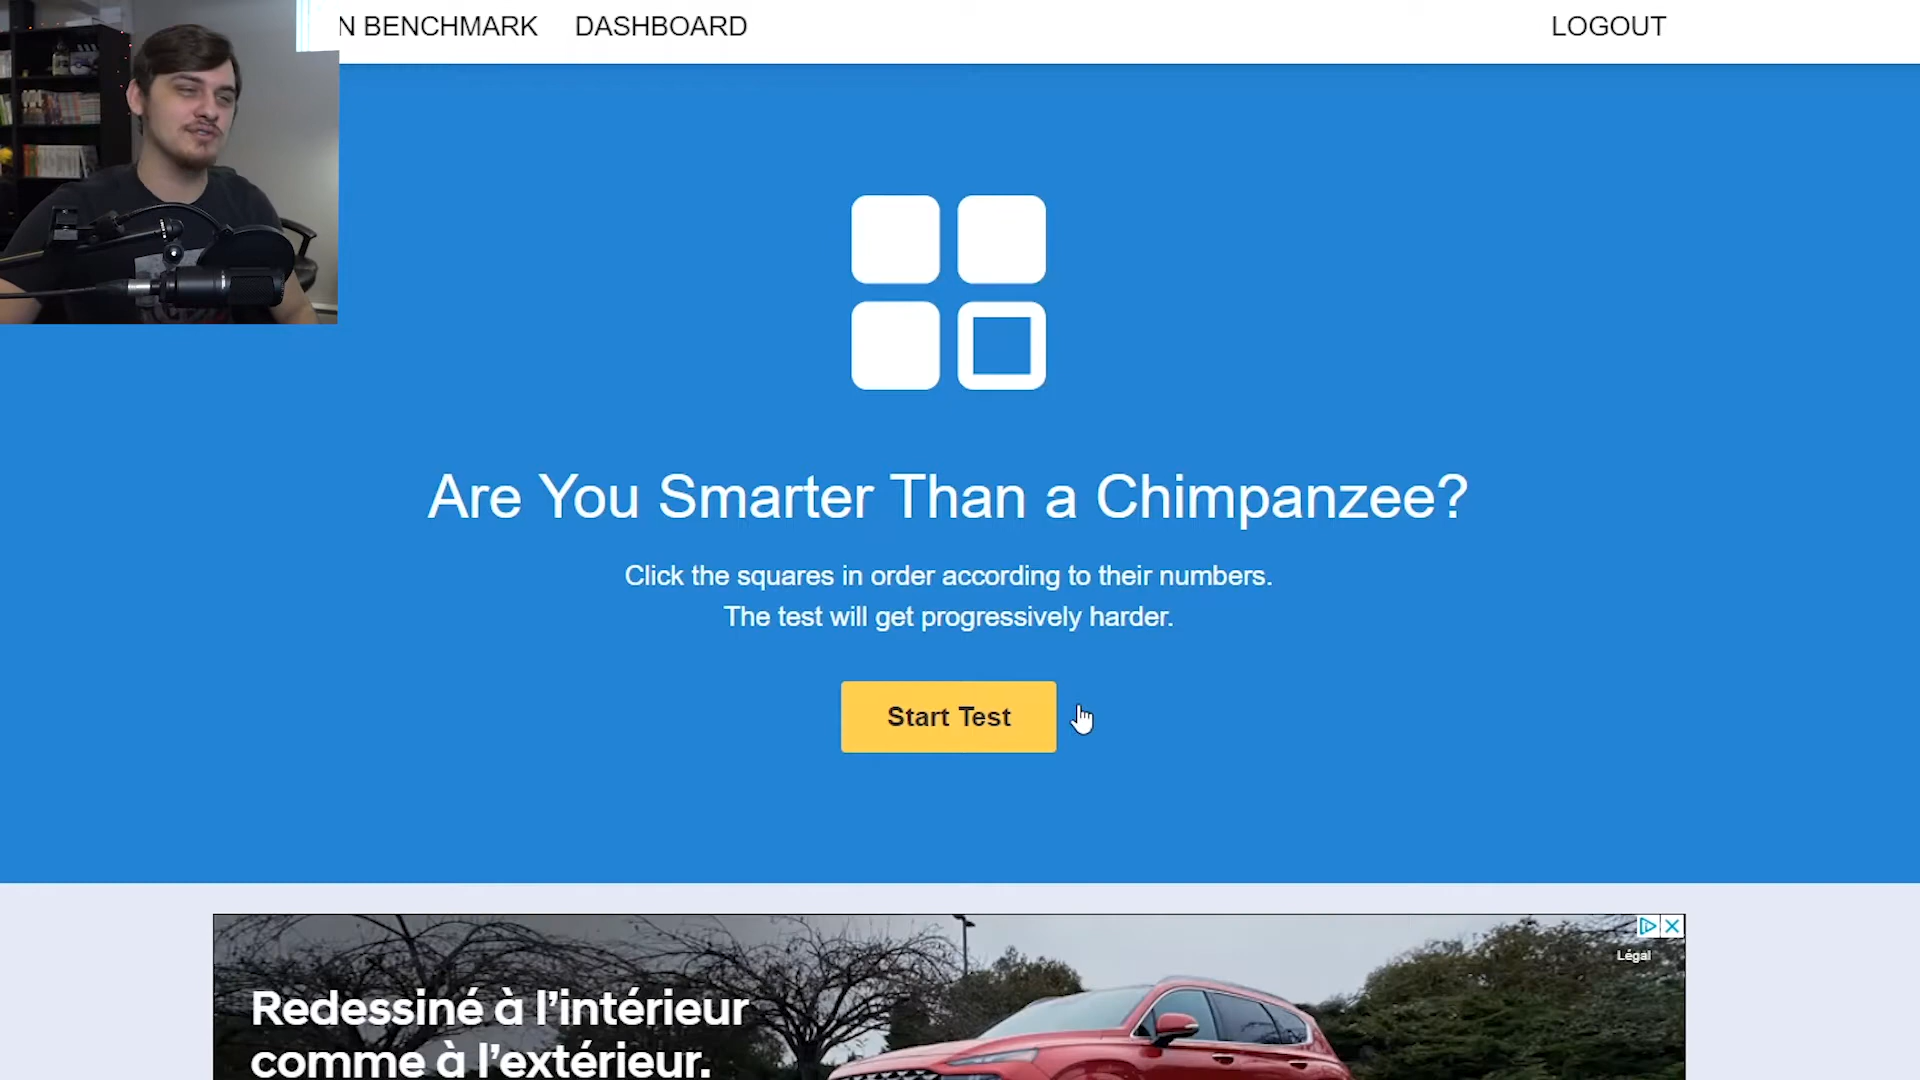 N BENCHMARK
DASHBOARD
LOGOUT
Are You Smarter Than a Chimpanzee?
Click the squares in order according to their numbers.
The test will get progressively harder.
Start Test
Légal
Redessiné à l'intérieur
comme à l'extérieur.